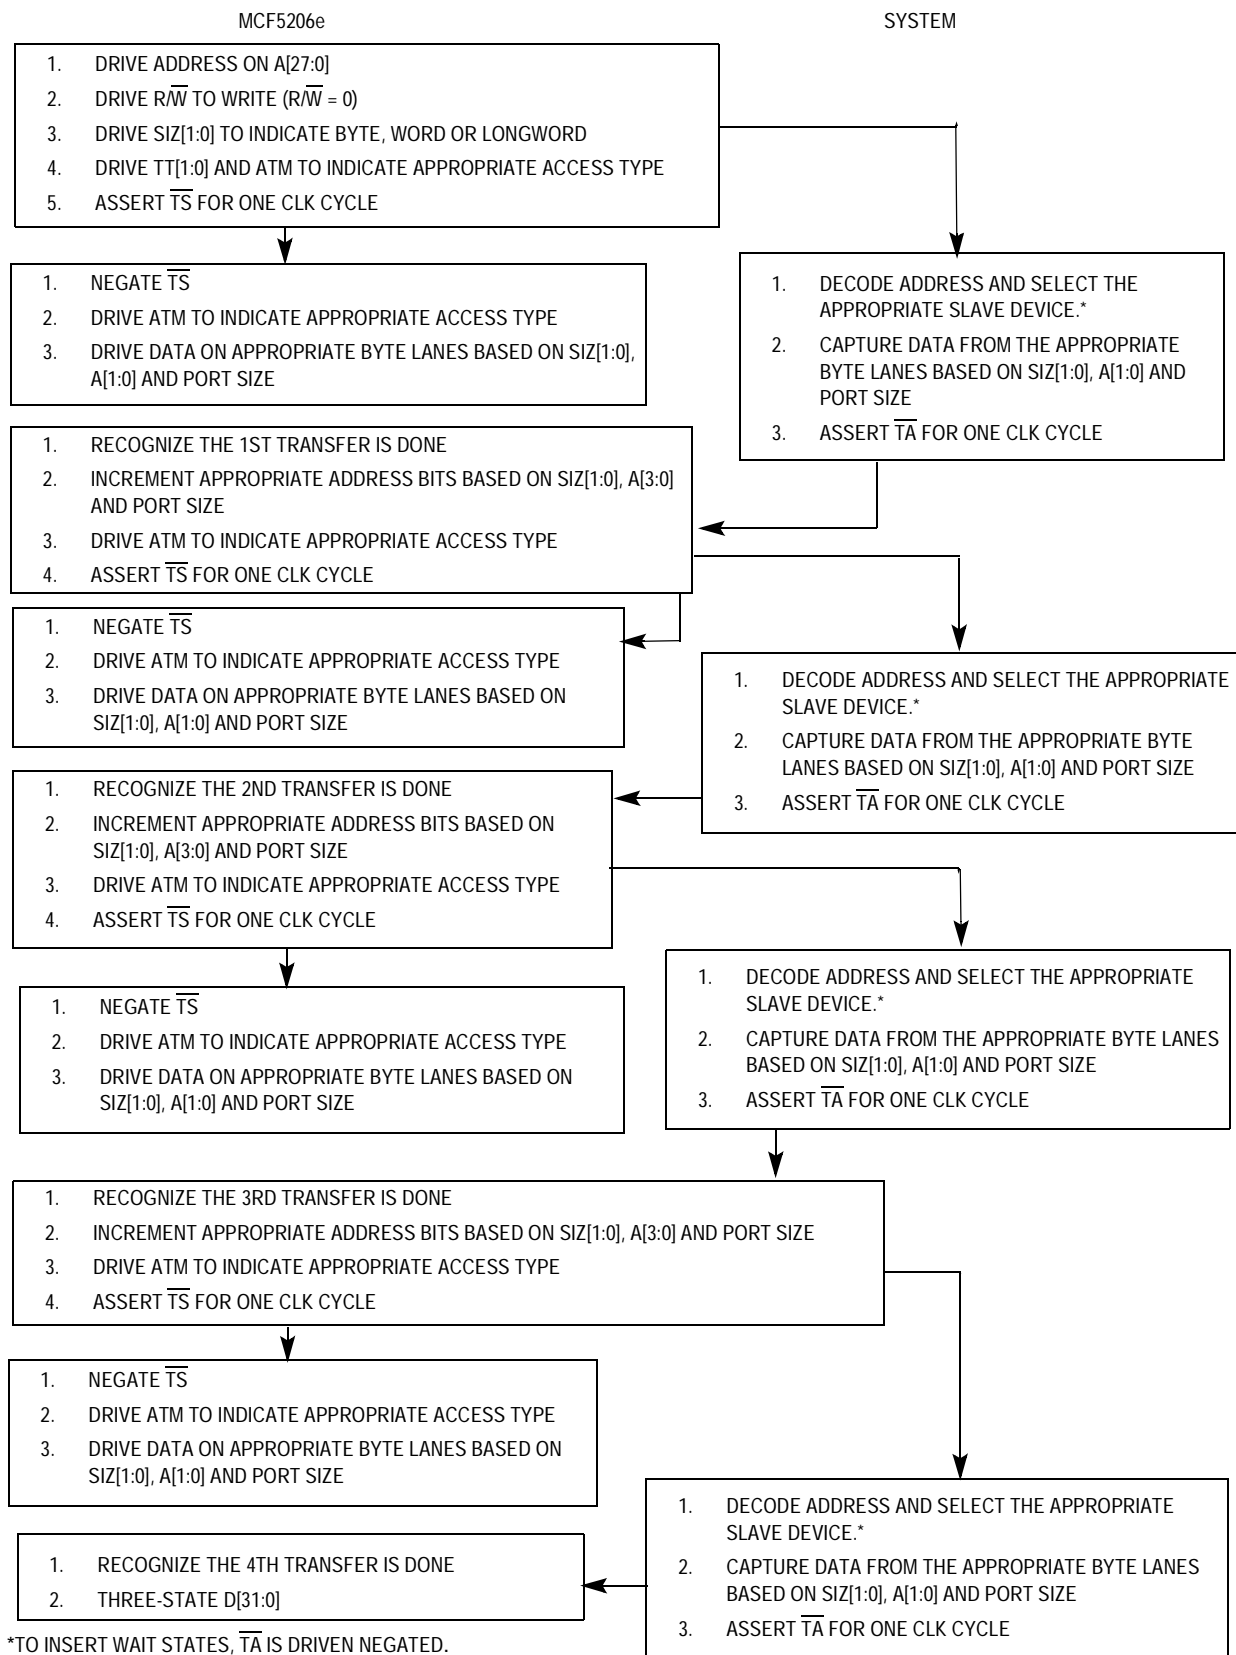 MCF5206e
SYSTEM
1. DRIVE ADDRESS ON A[27:0]
2. DRIVE R/W̅ TO WRITE (R/W̅ = 0)
3. DRIVE SIZ[1:0] TO INDICATE BYTE, WORD OR LONGWORD
4. DRIVE TT[1:0] AND ATM TO INDICATE APPROPRIATE ACCESS TYPE
5. ASSERT T̅S̅ FOR ONE CLK CYCLE
1. NEGATE T̅S̅
2. DRIVE ATM TO INDICATE APPROPRIATE ACCESS TYPE
3. DRIVE DATA ON APPROPRIATE BYTE LANES BASED ON SIZ[1:0],
A[1:0] AND PORT SIZE
1. DECODE ADDRESS AND SELECT THE
APPROPRIATE SLAVE DEVICE.*
2. CAPTURE DATA FROM THE APPROPRIATE
BYTE LANES BASED ON SIZ[1:0], A[1:0] AND
PORT SIZE
3. ASSERT T̅A̅ FOR ONE CLK CYCLE
1. RECOGNIZE THE 1ST TRANSFER IS DONE
2. INCREMENT APPROPRIATE ADDRESS BITS BASED ON SIZ[1:0], A[3:0]
AND PORT SIZE
3. DRIVE ATM TO INDICATE APPROPRIATE ACCESS TYPE
4. ASSERT T̅S̅ FOR ONE CLK CYCLE
1. NEGATE T̅S̅
2. DRIVE ATM TO INDICATE APPROPRIATE ACCESS TYPE
3. DRIVE DATA ON APPROPRIATE BYTE LANES BASED ON
SIZ[1:0], A[1:0] AND PORT SIZE
1. DECODE ADDRESS AND SELECT THE APPROPRIATE
SLAVE DEVICE.*
2. CAPTURE DATA FROM THE APPROPRIATE BYTE
LANES BASED ON SIZ[1:0], A[1:0] AND PORT SIZE
3. ASSERT T̅A̅ FOR ONE CLK CYCLE
1. RECOGNIZE THE 2ND TRANSFER IS DONE
2. INCREMENT APPROPRIATE ADDRESS BITS BASED ON
SIZ[1:0], A[3:0] AND PORT SIZE
3. DRIVE ATM TO INDICATE APPROPRIATE ACCESS TYPE
4. ASSERT T̅S̅ FOR ONE CLK CYCLE
1. NEGATE T̅S̅
2. DRIVE ATM TO INDICATE APPROPRIATE ACCESS TYPE
3. DRIVE DATA ON APPROPRIATE BYTE LANES BASED ON
SIZ[1:0], A[1:0] AND PORT SIZE
1. DECODE ADDRESS AND SELECT THE APPROPRIATE
SLAVE DEVICE.*
2. CAPTURE DATA FROM THE APPROPRIATE BYTE LANES
BASED ON SIZ[1:0], A[1:0] AND PORT SIZE
3. ASSERT T̅A̅ FOR ONE CLK CYCLE
1. RECOGNIZE THE 3RD TRANSFER IS DONE
2. INCREMENT APPROPRIATE ADDRESS BITS BASED ON SIZ[1:0], A[3:0] AND PORT SIZE
3. DRIVE ATM TO INDICATE APPROPRIATE ACCESS TYPE
4. ASSERT T̅S̅ FOR ONE CLK CYCLE
1. NEGATE T̅S̅
2. DRIVE ATM TO INDICATE APPROPRIATE ACCESS TYPE
3. DRIVE DATA ON APPROPRIATE BYTE LANES BASED ON
SIZ[1:0], A[1:0] AND PORT SIZE
1. DECODE ADDRESS AND SELECT THE APPROPRIATE
SLAVE DEVICE.*
2. CAPTURE DATA FROM THE APPROPRIATE BYTE LANES
BASED ON SIZ[1:0], A[1:0] AND PORT SIZE
3. ASSERT T̅A̅ FOR ONE CLK CYCLE
1. RECOGNIZE THE 4TH TRANSFER IS DONE
2. THREE-STATE D[31:0]
*TO INSERT WAIT STATES, T̅A̅ IS DRIVEN NEGATED.